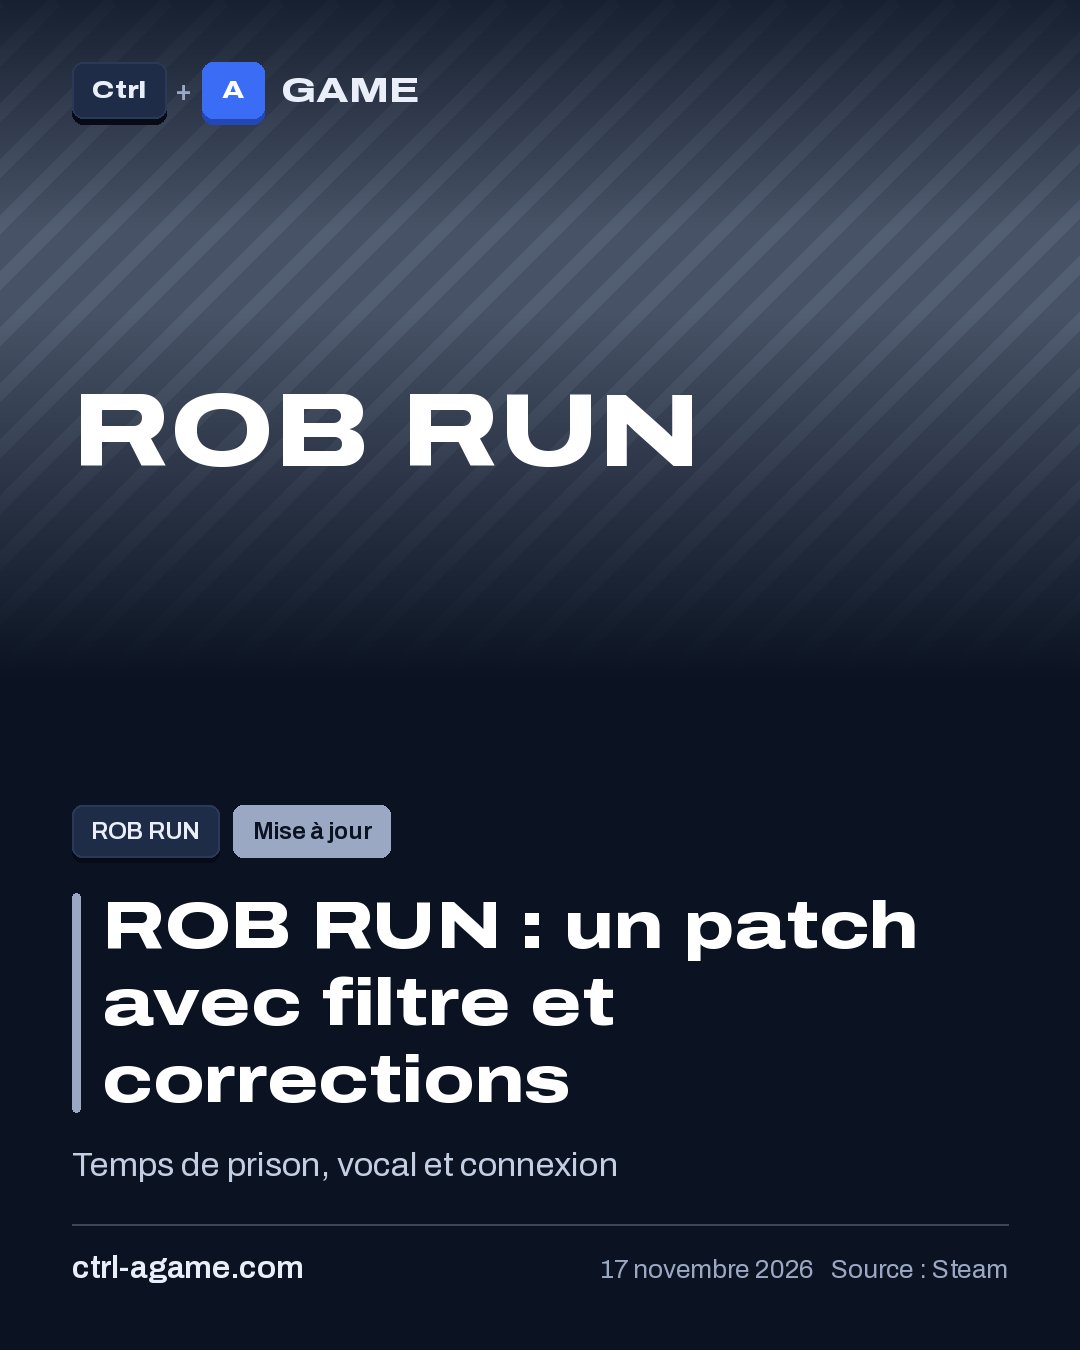 Ctrl + A GAME
ROB RUN
ROB RUN Mise à jour
ROB RUN : un patch
avec filtre et
corrections
Temps de prison, vocal et connexion
ctrl-agame.com 17 novembre 2026 Source : Steam